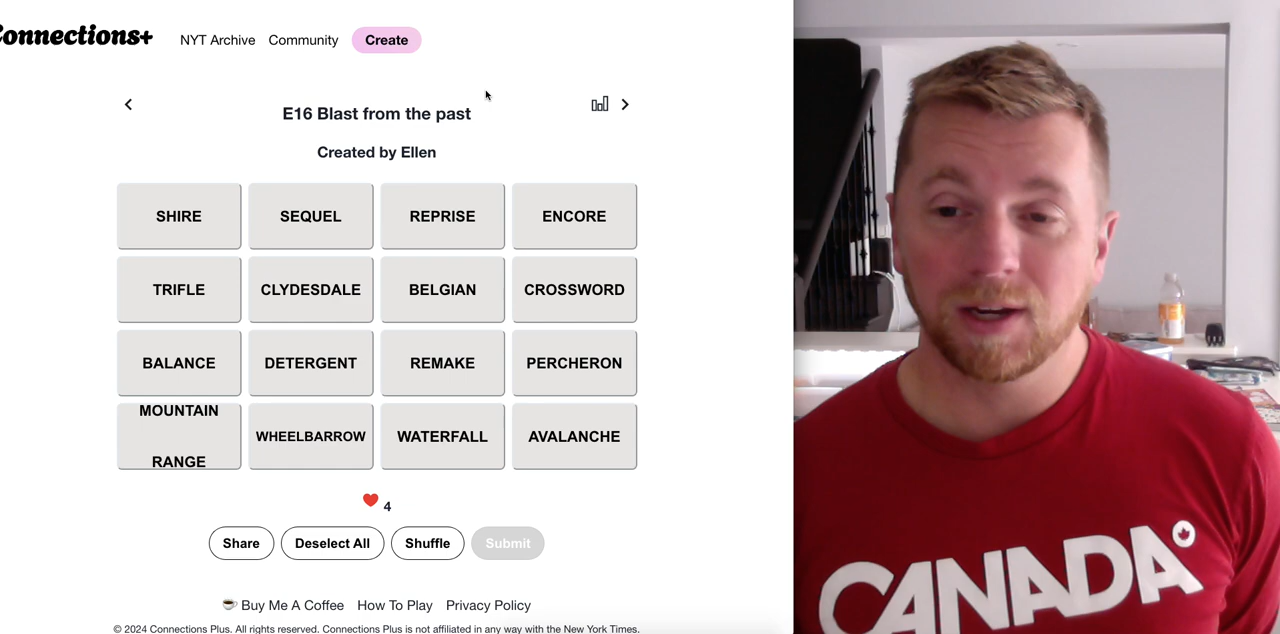 Connections+
NYT Archive Community Create
E16 Blast from the past
Created by Ellen
SHIRE SEQUEL REPRISE ENCORE
TRIFLE CLYDESDALE BELGIAN CROSSWORD
BALANCE DETERGENT REMAKE PERCHERON
MOUNTAIN RANGE WHEELBARROW WATERFALL AVALANCHE
4
Share Deselect All Shuffle Submit
Buy Me A Coffee How To Play Privacy Policy
© 2024 Connections Plus. All rights reserved. Connections Plus is not affiliated in any way with the New York Times.
CANADA